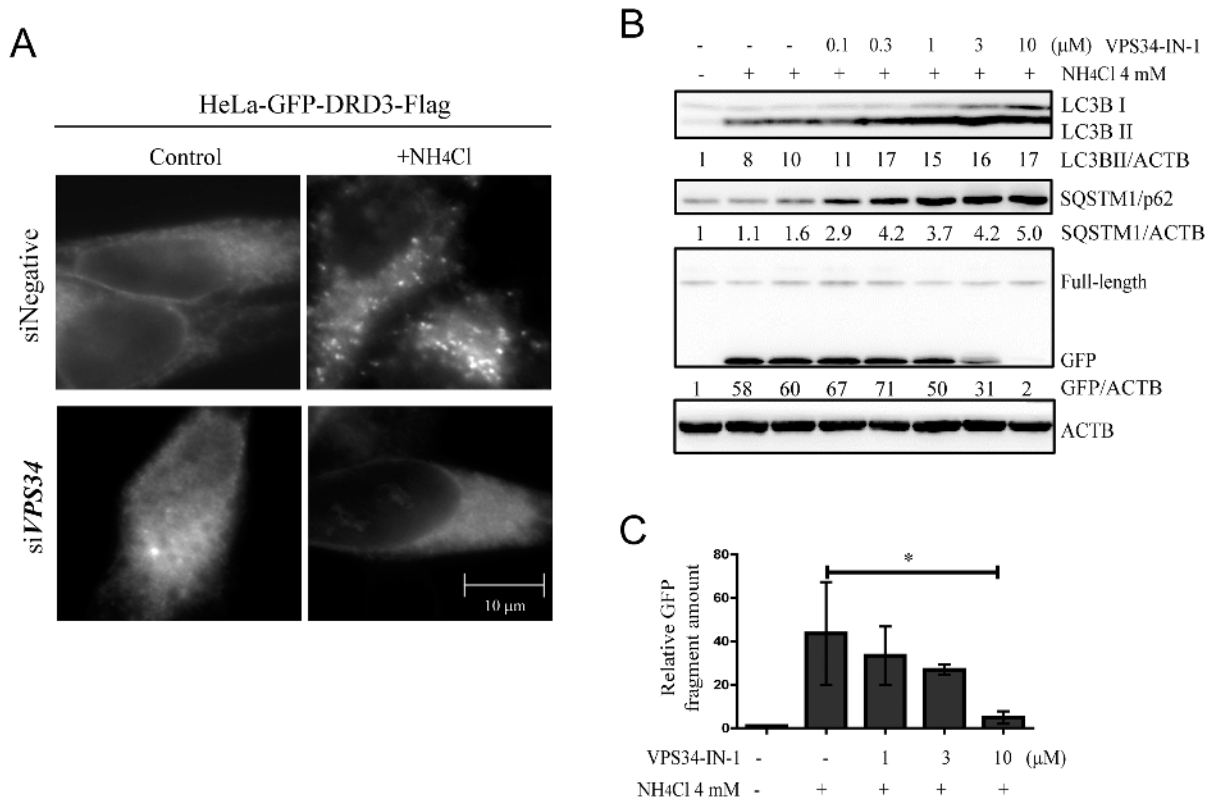 A
HeLa-GFP-DRD3-Flag
Control +NH4Cl
siNegative
siVPS34
10 μm
B
- - - 0.1 0.3 1 3 10 (μM) VPS34-IN-1
- + + + + + + + NH4Cl 4 mM
LC3B I
LC3B II
1 8 10 11 17 15 16 17 LC3BII/ACTB
SQSTM1/p62
1 1.1 1.6 2.9 4.2 3.7 4.2 5.0 SQSTM1/ACTB
Full-length
GFP
1 58 60 67 71 50 31 2 GFP/ACTB
ACTB
C
Relative GFP
fragment amount
80
60
40
20
0
*
VPS34-IN-1 - - 1 3 10 (μM)
NH4Cl 4 mM - + + + +